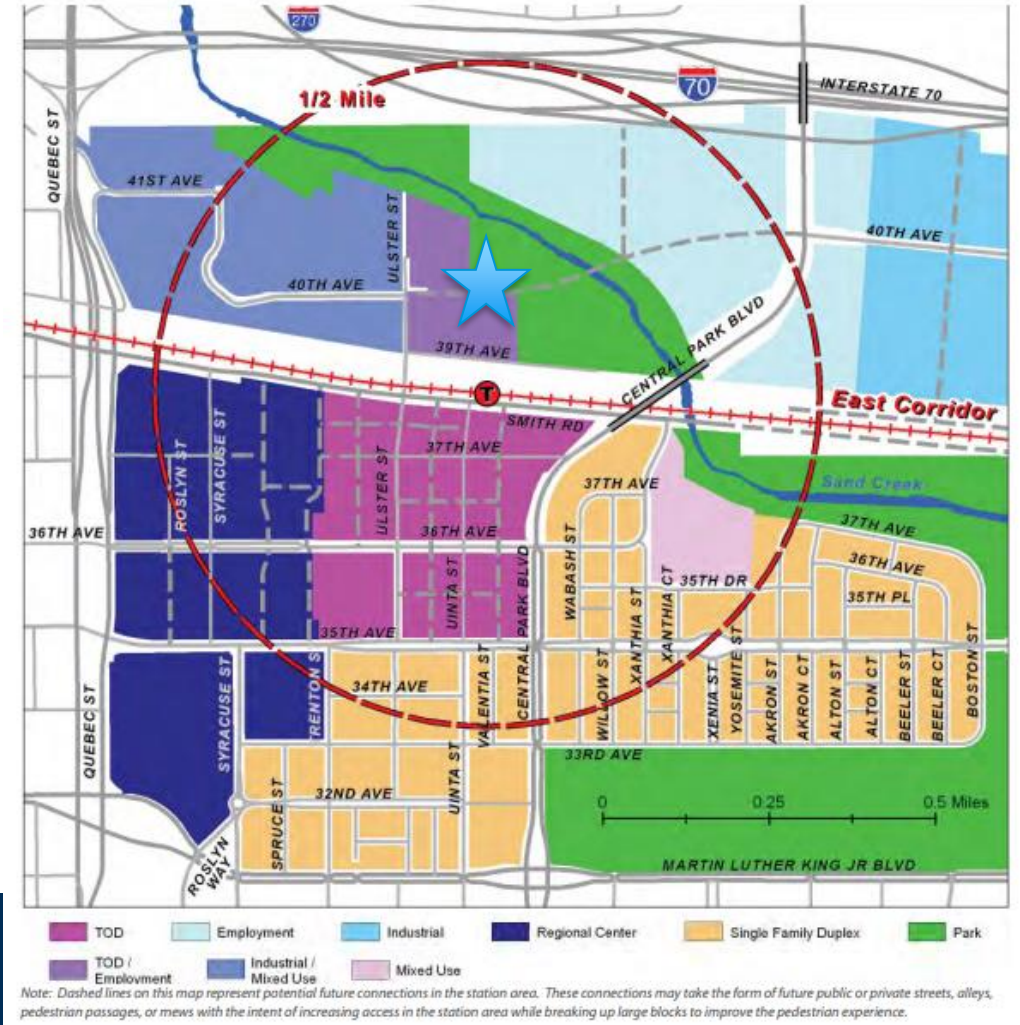 270
70
INTERSTATE 70
1/2 Mile
QUEBEC ST
41ST AVE
ULSTER ST
40TH AVE
40TH AVE
39TH AVE
CENTRAL PARK BLVD
East Corridor
T
SMITH RD
37TH AVE
ROSLYN ST
SYRACUSE ST
ULSTER ST
37TH AVE
Sand Creek
36TH AVE
36TH AVE
37TH AVE
36TH AVE
WABASH ST
UINTA ST
CENTRAL PARK BLVD
XANTHIA ST
XANTHIA CT
35TH DR
35TH PL
35TH AVE
QUEBEC ST
SYRACUSE ST
TRENTON S
34TH AVE
VALENTIA ST
WILLOW ST
XENIA ST
YOSEMITE ST
AKRON ST
AKRON CT
ALTON ST
ALTON CT
BEELER ST
BEELER CT
BOSTON ST
33RD AVE
UINTA ST
32ND AVE
SPRUCE ST
ROSLYN
WAY
0 0.25 0.5 Miles
MARTIN LUTHER KING JR BLVD
TOD Employment Industrial Regional Center Single Family Duplex Park
TOD /
Employment
Industrial /
Mixed Use
Mixed Use
Note: Dashed lines on this map represent potential future connections in the station area. These connections may take the form of future public or private streets, alleys,
pedestrian passages, or mews with the intent of increasing access in the station area while breaking up large blocks to improve the pedestrian experience.